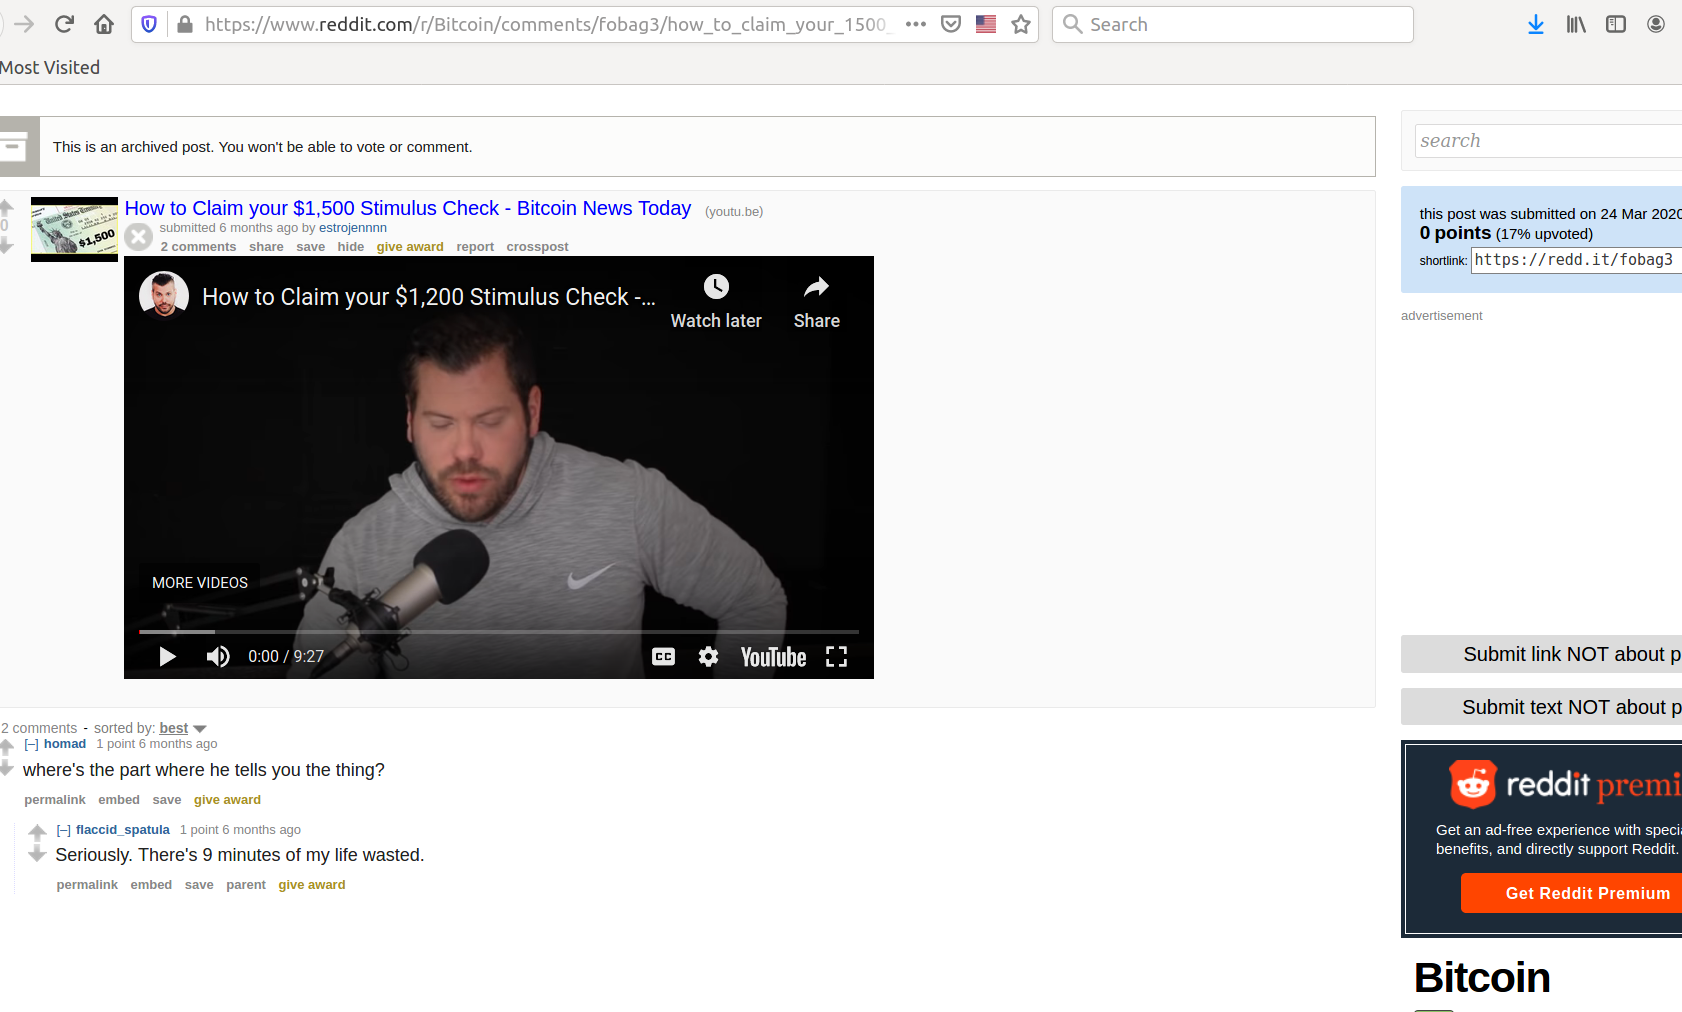 https://www.reddit.com/r/Bitcoin/comments/fobag3/how_to_claim_your_1500_
Search
Most Visited
This is an archived post. You won't be able to vote or comment.
search
0
$1,500
How to Claim your $1,500 Stimulus Check - Bitcoin News Today (youtu.be)
submitted 6 months ago by estrojennnn
2 comments share save hide give award report crosspost
this post was submitted on 24 Mar 2020
0 points (17% upvoted)
shortlink: https://redd.it/fobag3
advertisement
How to Claim your $1,200 Stimulus Check -...
Watch later
Share
MORE VIDEOS
0:00 / 9:27
CC
YouTube
Submit link NOT about p
Submit text NOT about p
2 comments - sorted by: best
[–] homad 1 point 6 months ago
where's the part where he tells you the thing?
permalink embed save give award
[–] flaccid_spatula 1 point 6 months ago
Seriously. There's 9 minutes of my life wasted.
permalink embed save parent give award
reddit premi
Get an ad-free experience with specia
benefits, and directly support Reddit.
Get Reddit Premium
Bitcoin